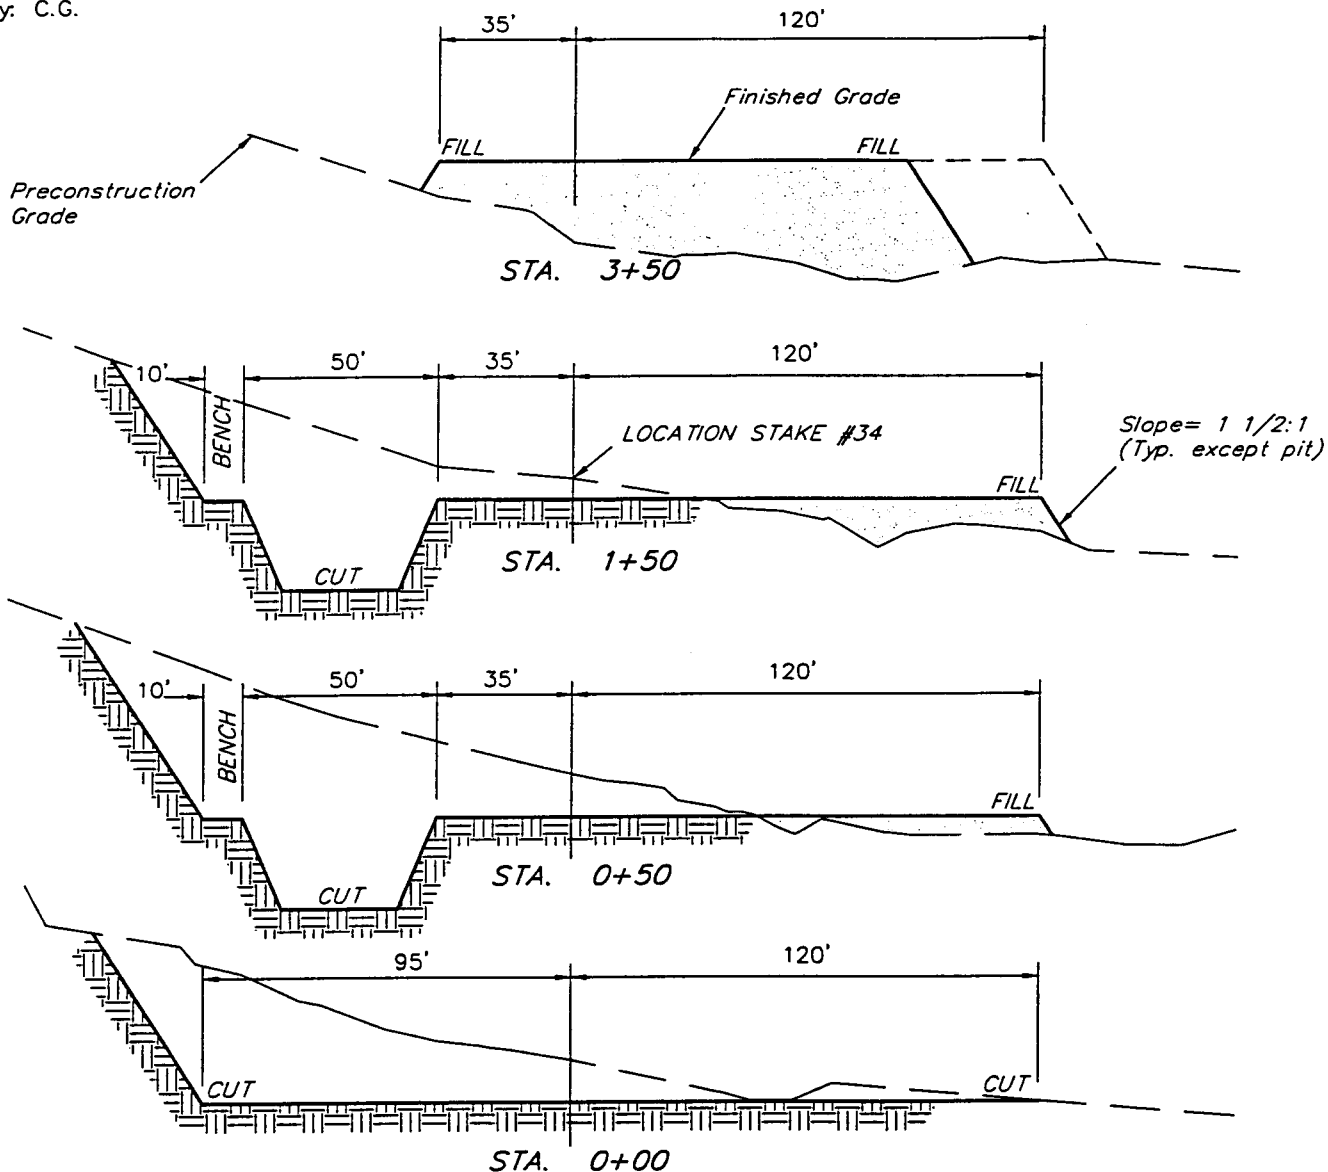 y: C.G.
35'
120'
Finished Grade
FILL
FILL
Preconstruction
Grade
STA. 3+50
10'
50'
35'
120'
BENCH
LOCATION STAKE #34
Slope= 1 1/2:1
(Typ. except pit)
FILL
STA. 1+50
CUT
10'
50'
35'
120'
BENCH
FILL
STA. 0+50
CUT
95'
120'
CUT
CUT
STA. 0+00